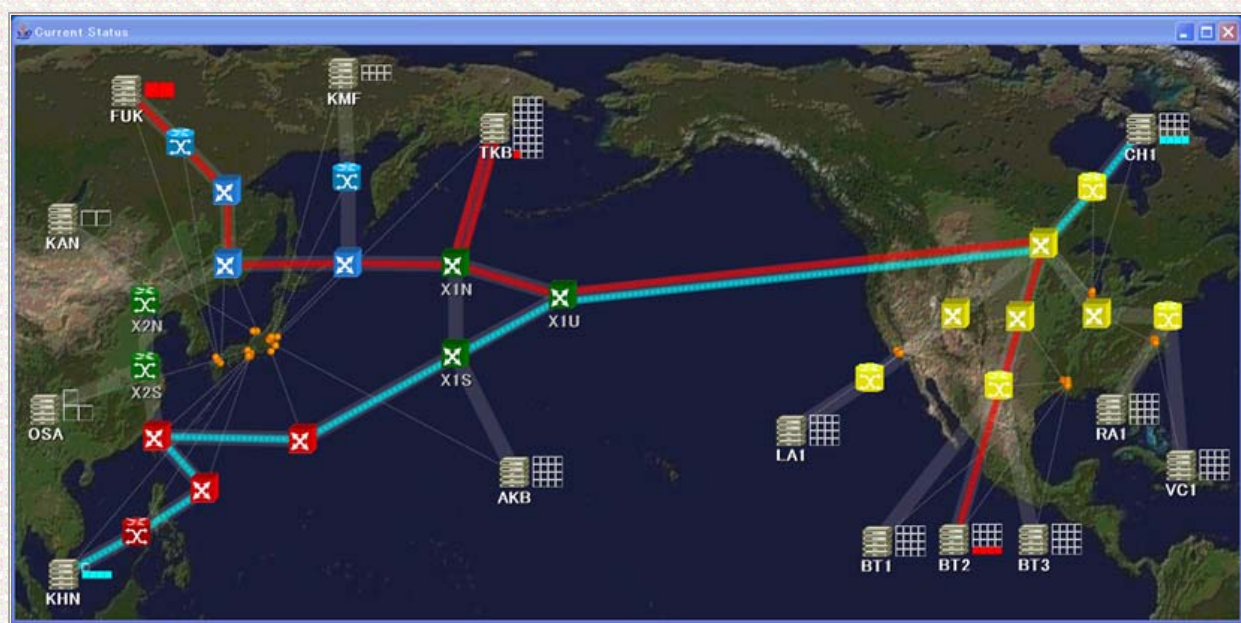 Current Status
FUK
KMF
TKB
CH1
KAN
X1N
X2N
X1U
X2S
X1S
OSA
LA1
RA1
AKB
VC1
BT1
BT2
BT3
KHN